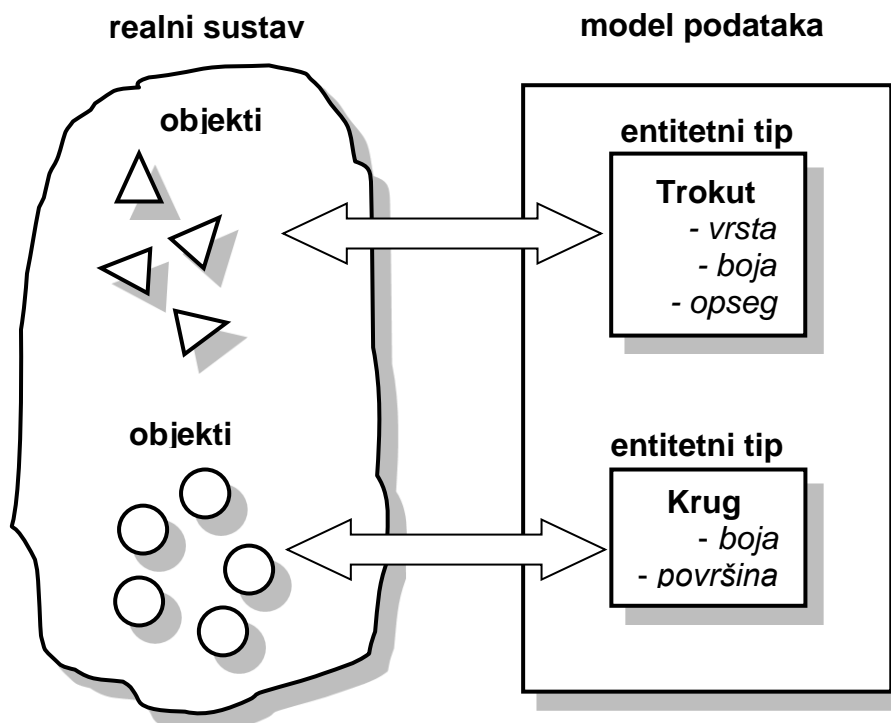 realni sustav
objekti
objekti
model podataka
entitetni tip
Trokut
- vrsta
- boja
- opseg
entitetni tip
Krug
- boja
- površina